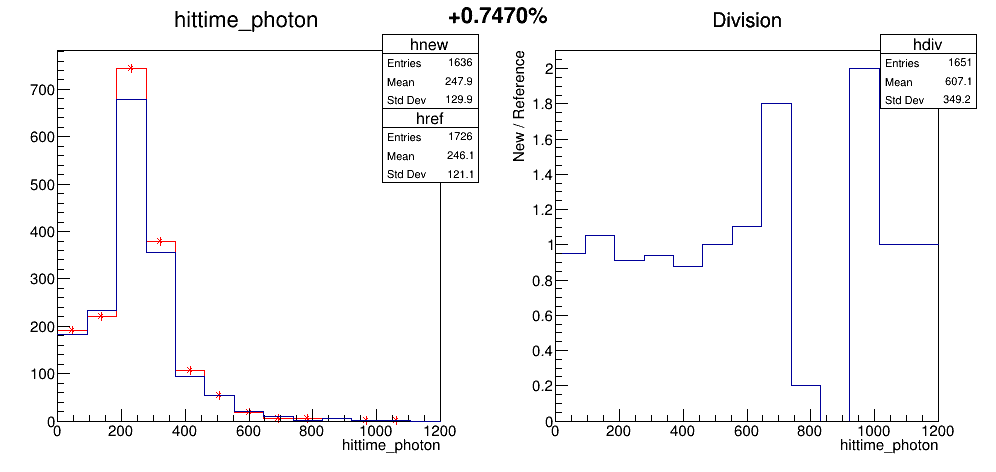 +0.7470%
hittime_photon
hnew
Entries 1636
Mean 247.9
Std Dev 129.9
href
Entries 1726
Mean 246.1
Std Dev 121.1
700
600
500
400
300
200
100
0
0 200 400 600 800 1000 1200
hittime_photon
Division
hdiv
Entries 1651
Mean 607.1
Std Dev 349.2
New / Reference
2
1.8
1.6
1.4
1.2
1
0.8
0.6
0.4
0.2
0
0 200 400 600 800 1000 1200
hittime_photon